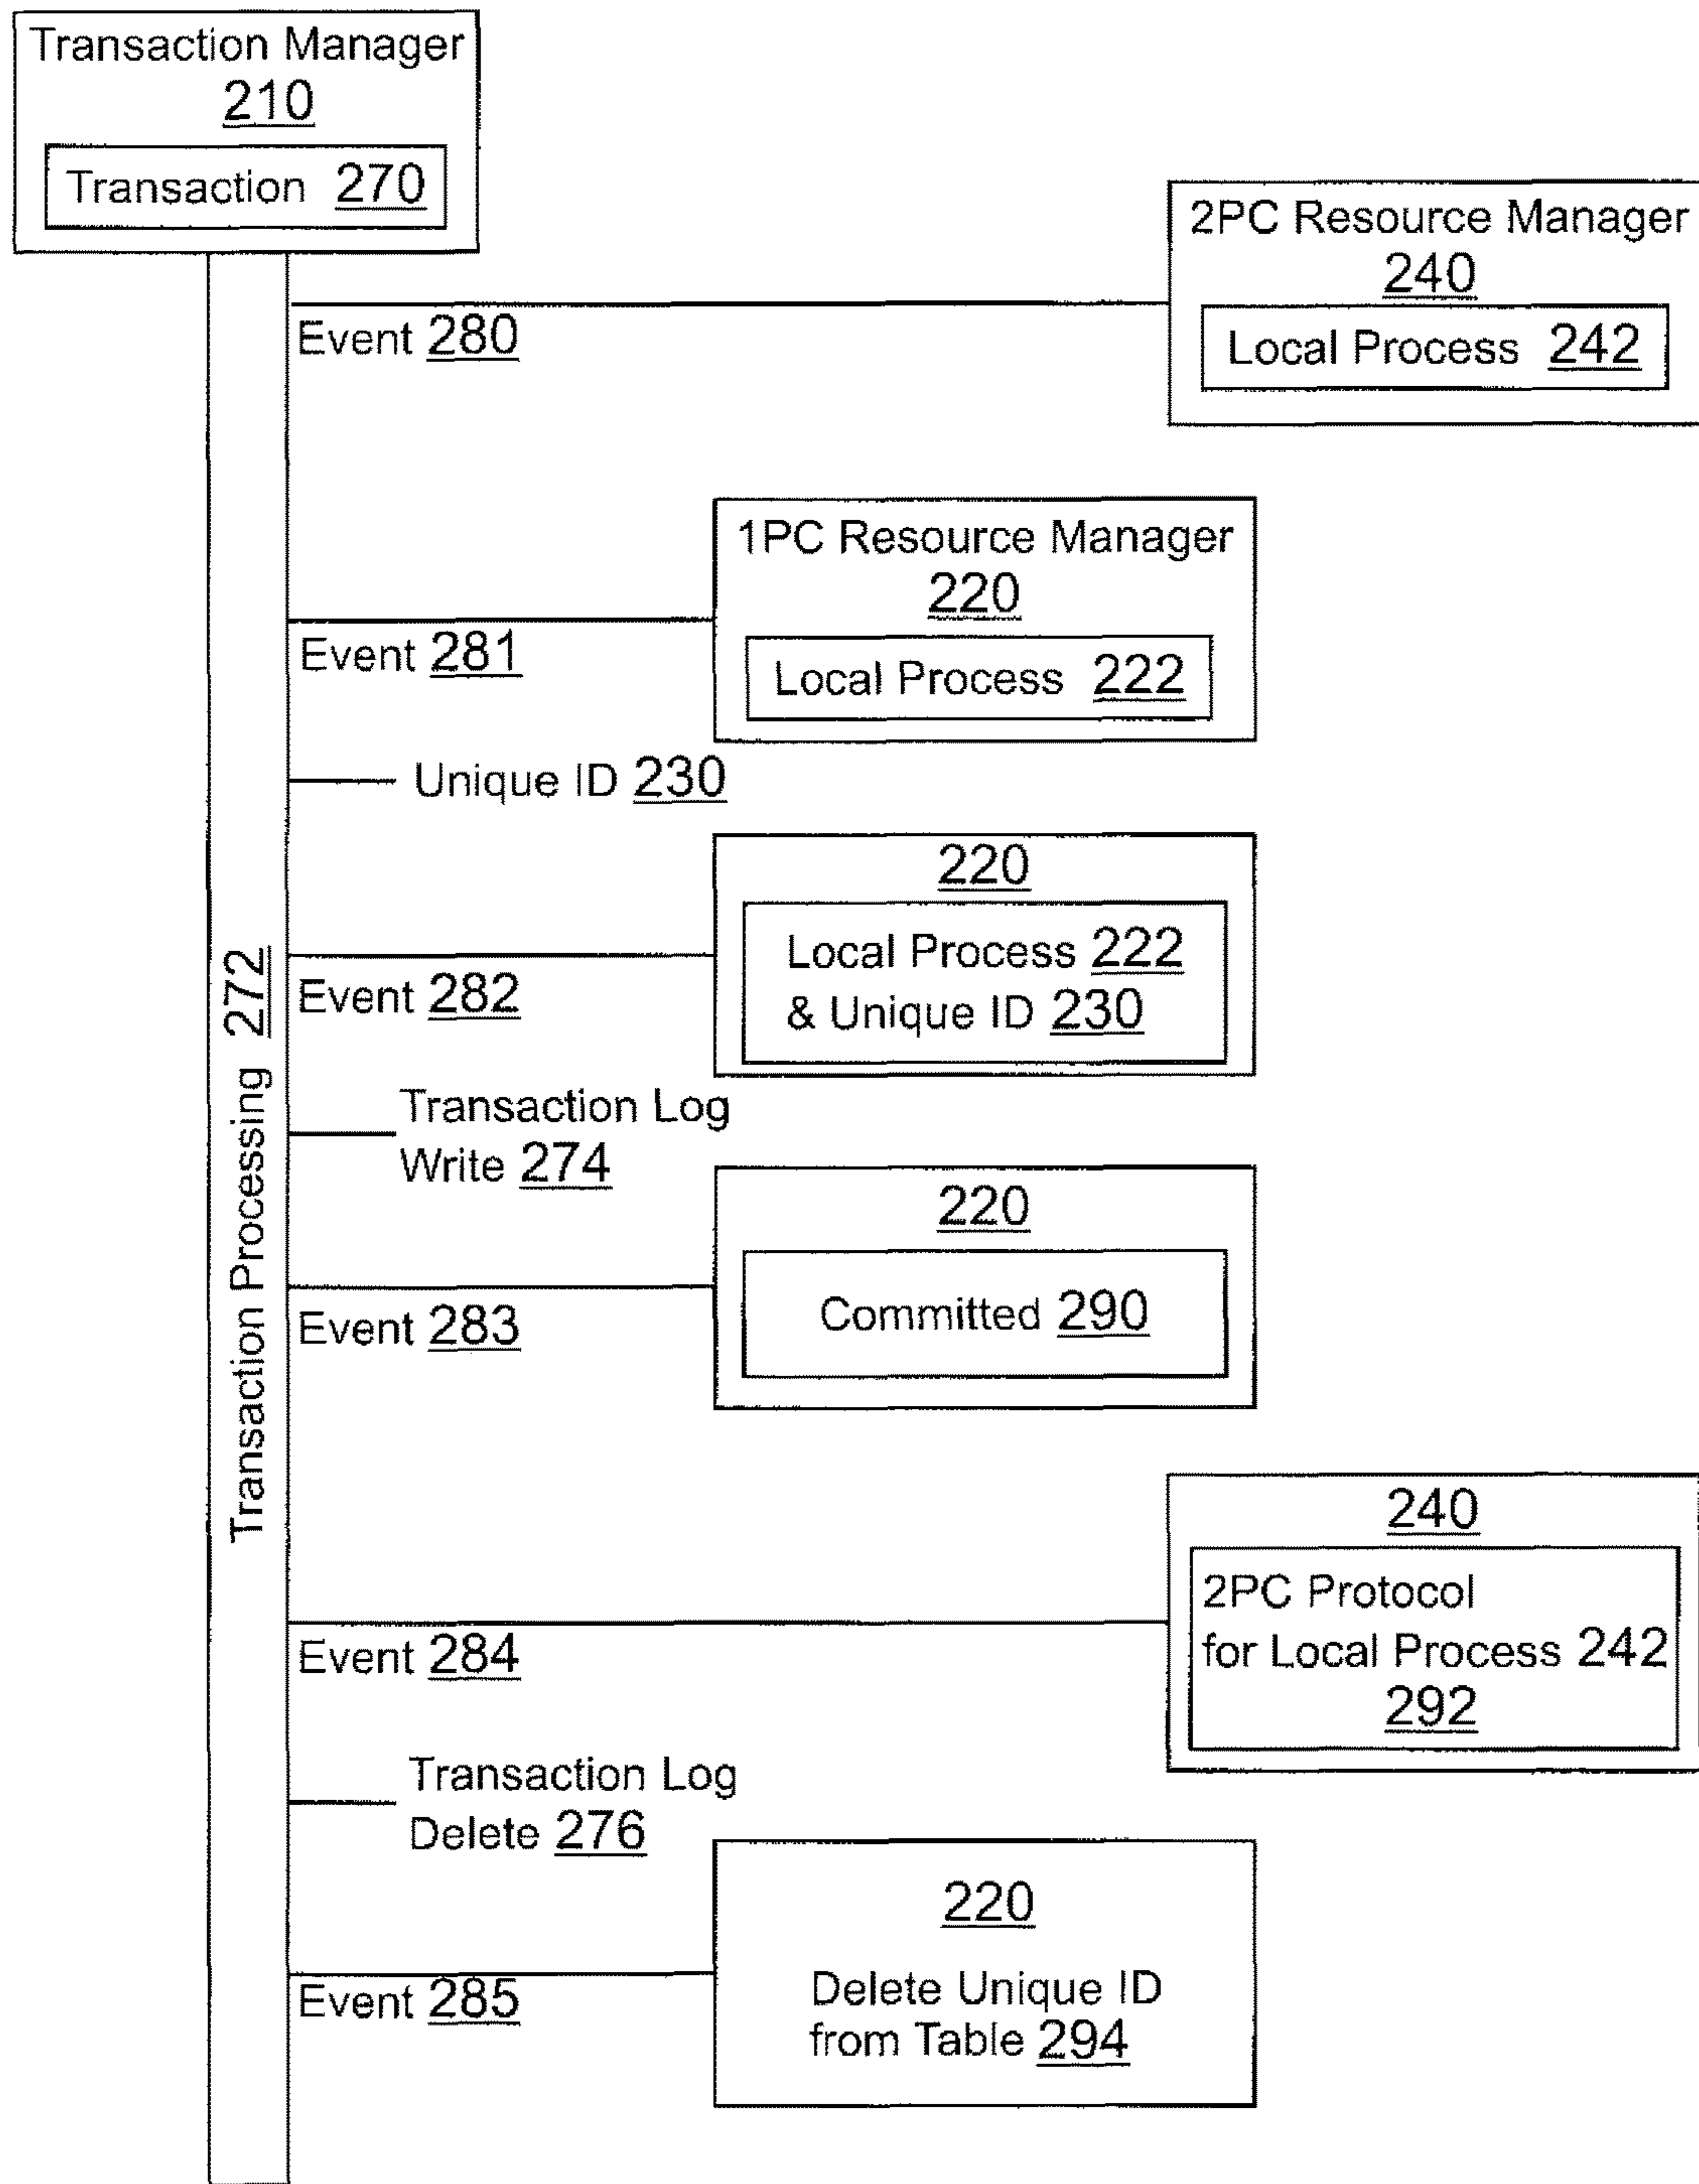 Transaction Manager
210
Transaction 270
2PC Resource Manager
240
Local Process 242
Event 280
1PC Resource Manager
220
Local Process 222
Event 281
Unique ID 230
220
Local Process 222
& Unique ID 230
Event 282
Transaction Processing 272
Transaction Log
Write 274
220
Committed 290
Event 283
240
2PC Protocol
for Local Process 242
292
Event 284
Transaction Log
Delete 276
220
Delete Unique ID
from Table 294
Event 285